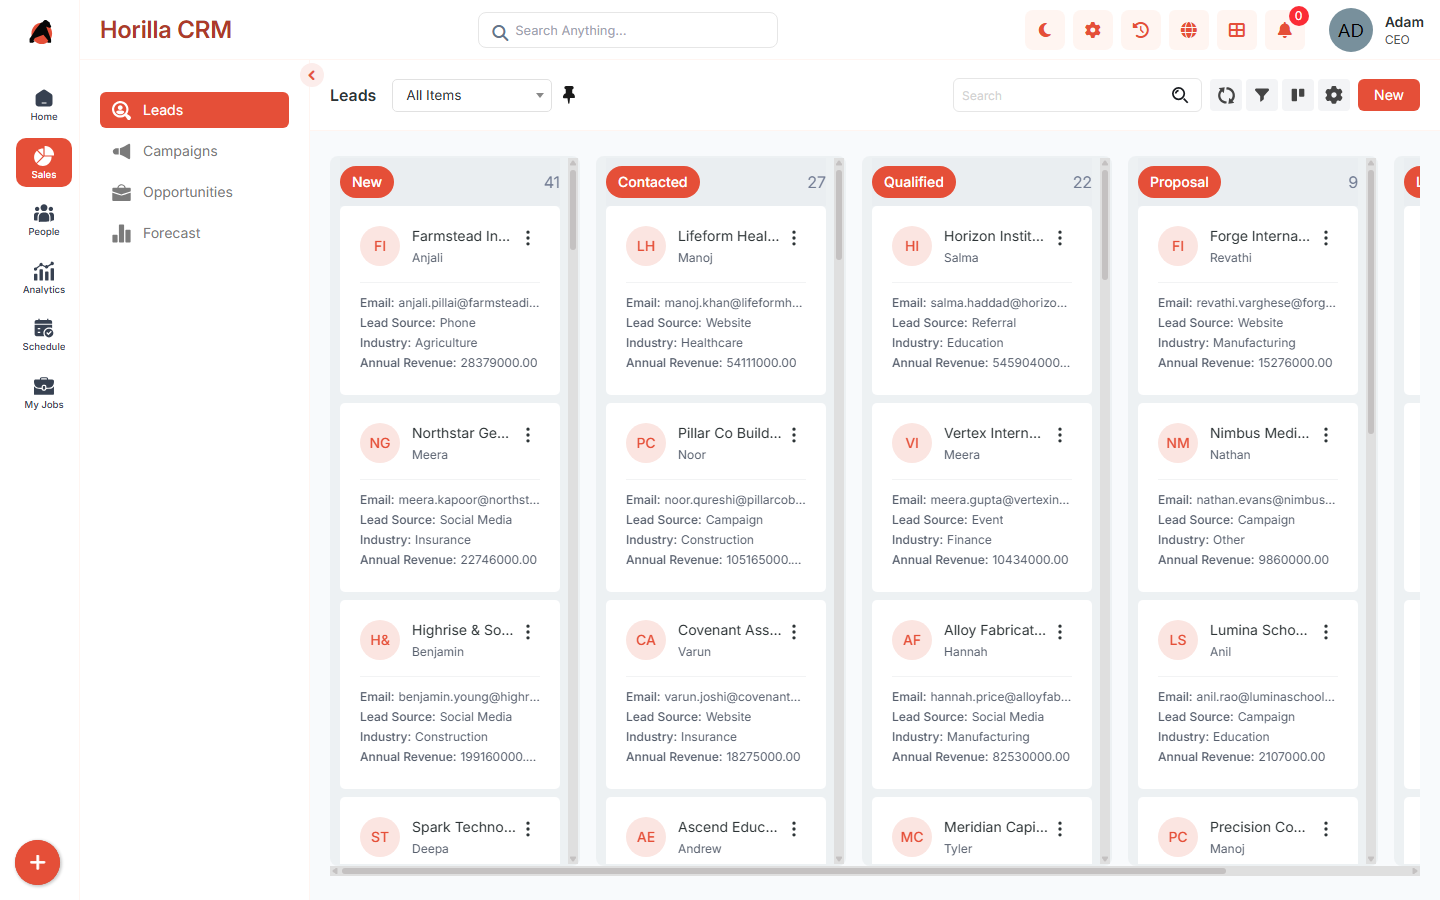 Horilla CRM
Search Anything...
0
AD
Adam
CEO
Home
Sales
People
Analytics
Schedule
My Jobs
Leads
Campaigns
Opportunities
Forecast
Leads
All Items
Search
New
New 41
FI
Farmstead In...
Anjali
Email: anjali.pillai@farmsteadi...
Lead Source: Phone
Industry: Agriculture
Annual Revenue: 28379000.00
NG
Northstar Ge...
Meera
Email: meera.kapoor@northst...
Lead Source: Social Media
Industry: Insurance
Annual Revenue: 22746000.00
H&
Highrise & So...
Benjamin
Email: benjamin.young@highr...
Lead Source: Social Media
Industry: Construction
Annual Revenue: 199160000....
ST
Spark Techno...
Deepa
Contacted 27
LH
Lifeform Heal...
Manoj
Email: manoj.khan@lifeformh...
Lead Source: Website
Industry: Healthcare
Annual Revenue: 54111000.00
PC
Pillar Co Build...
Noor
Email: noor.qureshi@pillarcob...
Lead Source: Campaign
Industry: Construction
Annual Revenue: 105165000....
CA
Covenant Ass...
Varun
Email: varun.joshi@covenant...
Lead Source: Website
Industry: Insurance
Annual Revenue: 18275000.00
AE
Ascend Educ...
Andrew
Qualified 22
HI
Horizon Instit...
Salma
Email: salma.haddad@horizo...
Lead Source: Referral
Industry: Education
Annual Revenue: 545904000...
VI
Vertex Intern...
Meera
Email: meera.gupta@vertexin...
Lead Source: Event
Industry: Finance
Annual Revenue: 10434000.00
AF
Alloy Fabricat...
Hannah
Email: hannah.price@alloyfab...
Lead Source: Social Media
Industry: Manufacturing
Annual Revenue: 82530000.00
MC
Meridian Capi...
Tyler
Proposal 9
FI
Forge Interna...
Revathi
Email: revathi.varghese@forg...
Lead Source: Website
Industry: Manufacturing
Annual Revenue: 15276000.00
NM
Nimbus Medi...
Nathan
Email: nathan.evans@nimbus...
Lead Source: Campaign
Industry: Other
Annual Revenue: 9860000.00
LS
Lumina Scho...
Anil
Email: anil.rao@luminaschool...
Lead Source: Campaign
Industry: Education
Annual Revenue: 2107000.00
PC
Precision Co...
Manoj